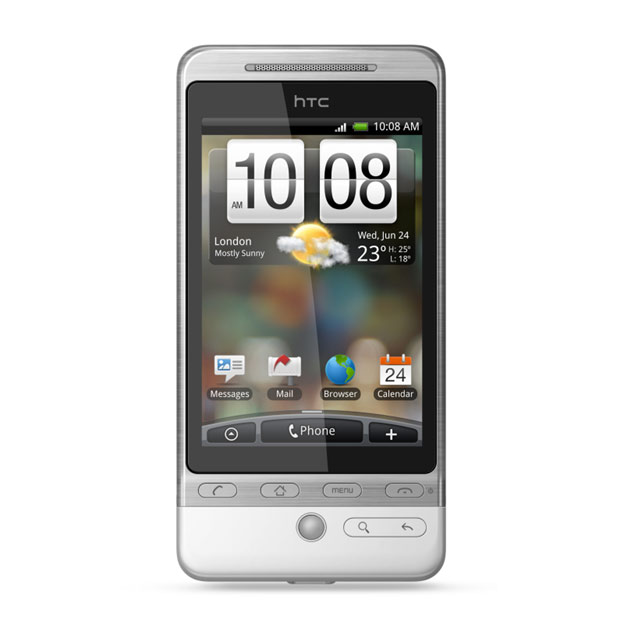 hTC
10:08 AM
AM 10 08
London
Mostly Sunny
Wed, Jun 24
23° H: 25°
L: 18°
Messages Mail Browser Calendar
24
Phone
MENU